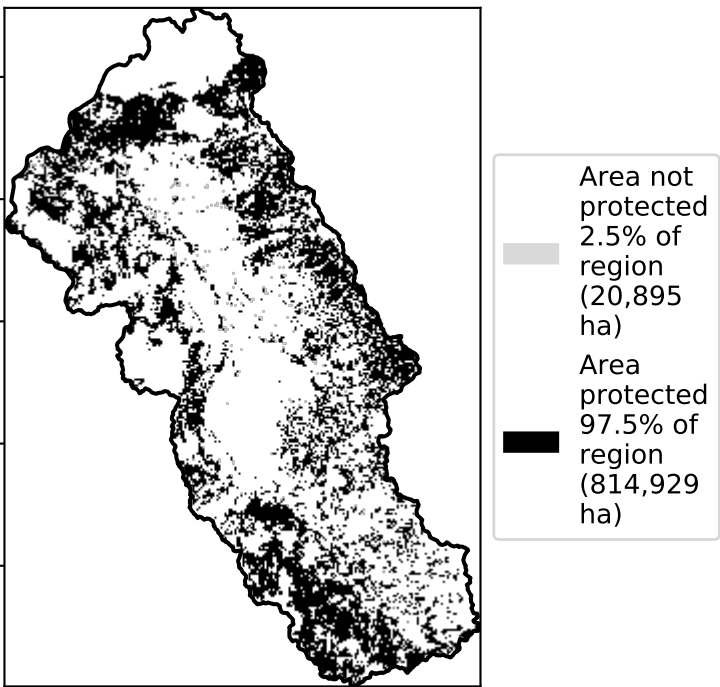 Area not
protected
2.5% of
region
(20,895
ha)
Area
protected
97.5% of
region
(814,929
ha)